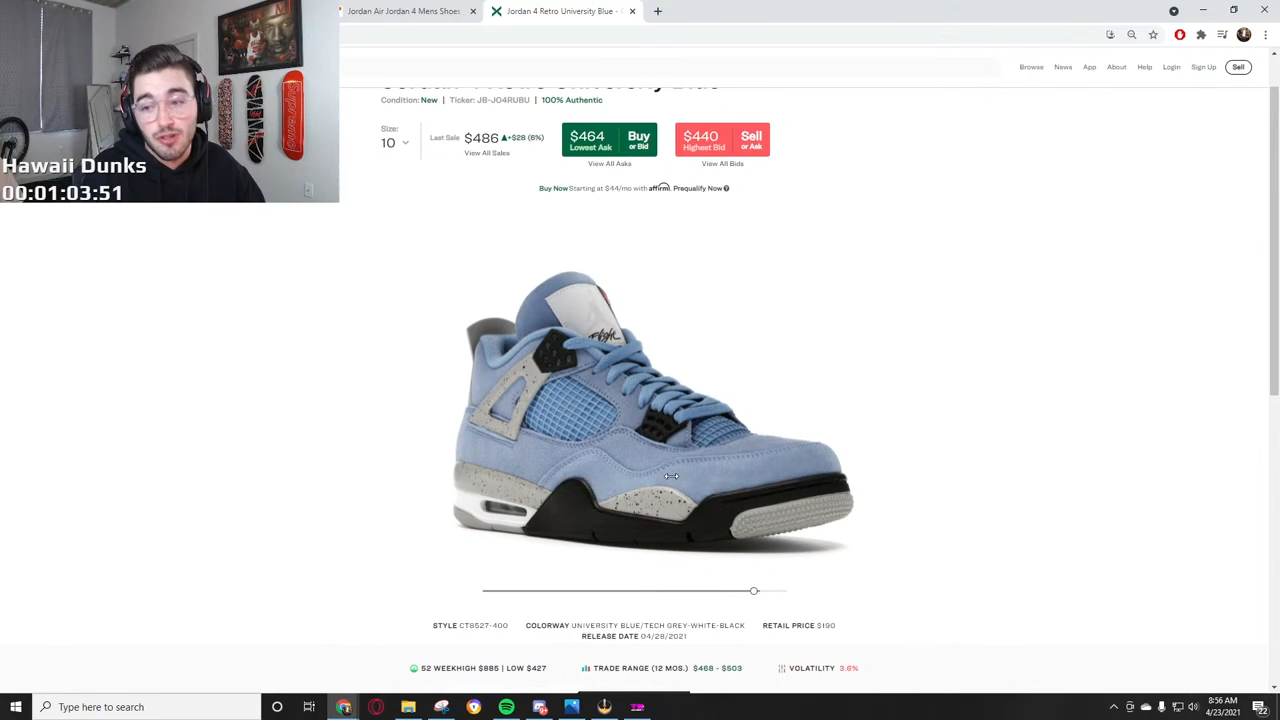 Jordan Air Jordan 4 Mens Shoes
Jordan 4 Retro University Blue -
Browse News App About Help Login Sign Up Sell
Condition: New | Ticker: JB-JO4RUBU | 100% Authentic
Size:
10
Last Sale $486 ▲+$28 (6%)
View All Sales
$464 Buy
Lowest Ask or Bid
View All Asks
$440 Sell
Highest Bid or Ask
View All Bids
Buy Now Starting at $44/mo with affirm. Prequalify Now
Hawaii Dunks
00:01:03:51
Supreme
Flight
STYLE CT8527-400 COLORWAY UNIVERSITY BLUE/TECH GREY-WHITE-BLACK RETAIL PRICE $190
RELEASE DATE 04/28/2021
52 WEEK HIGH $885 | LOW $427 TRADE RANGE (12 MOS.) $468 - $503 VOLATILITY 3.6%
Type here to search
8:56 AM
4/23/2021